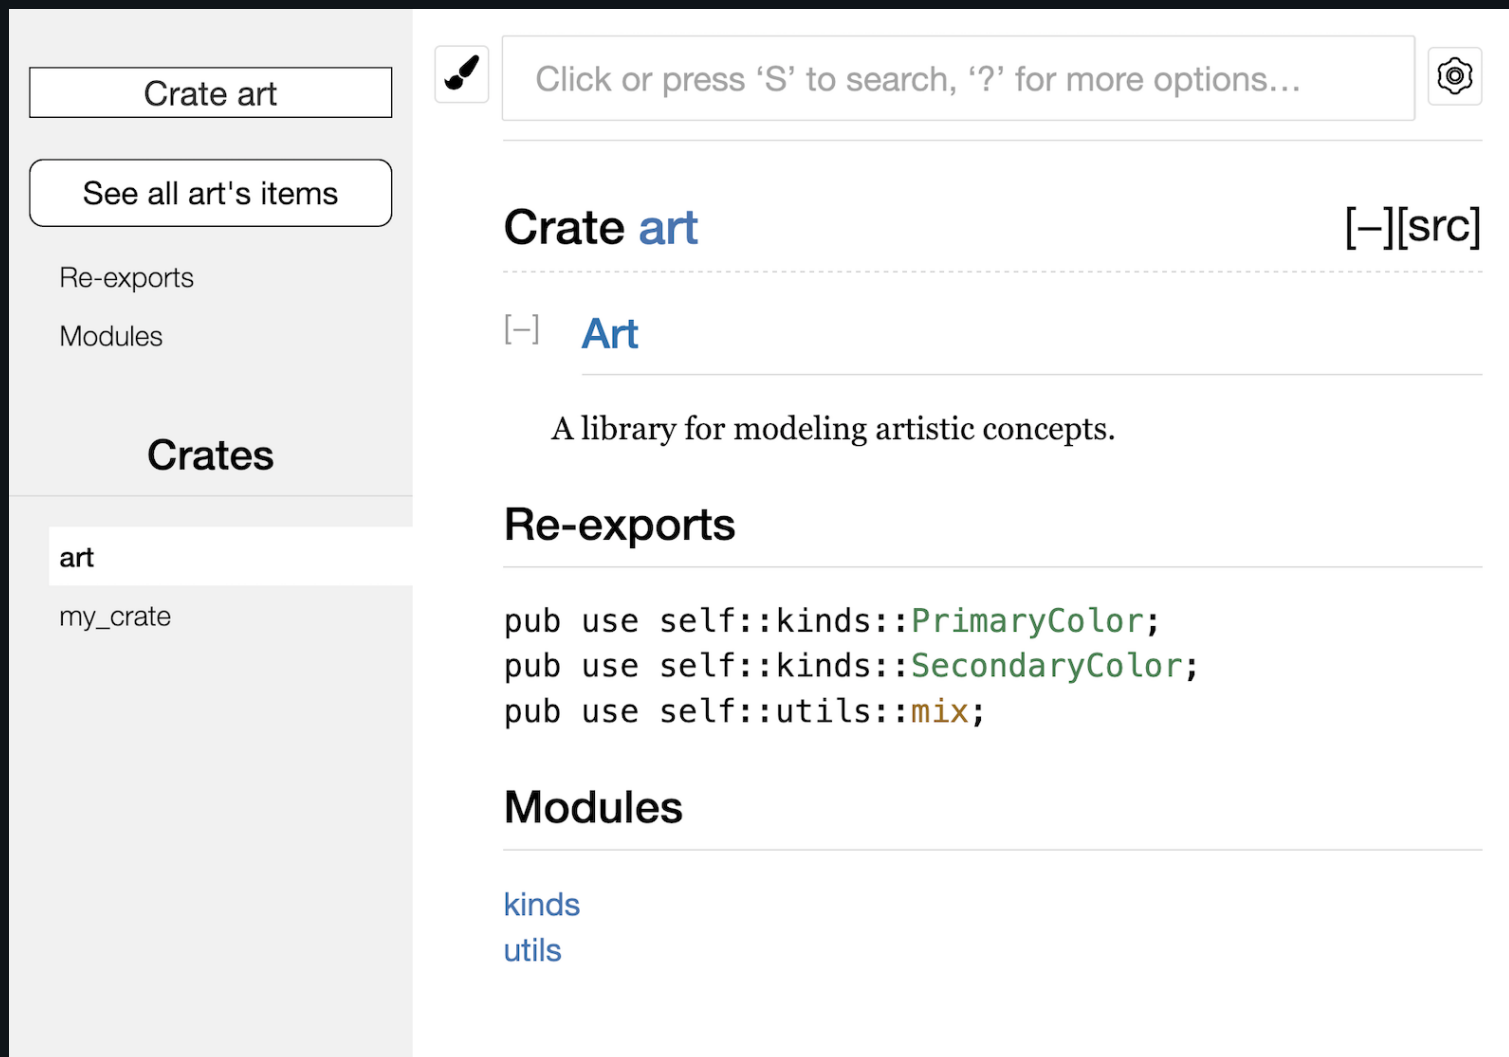 Crate art
See all art's items
Re-exports
Modules
Crates
art
my_crate
Click or press ‘S’ to search, ‘?’ for more options…
Crate art
[−][src]
[−]
Art
A library for modeling artistic concepts.
Re-exports
pub use self::kinds::PrimaryColor;
pub use self::kinds::SecondaryColor;
pub use self::utils::mix;
Modules
kinds
utils